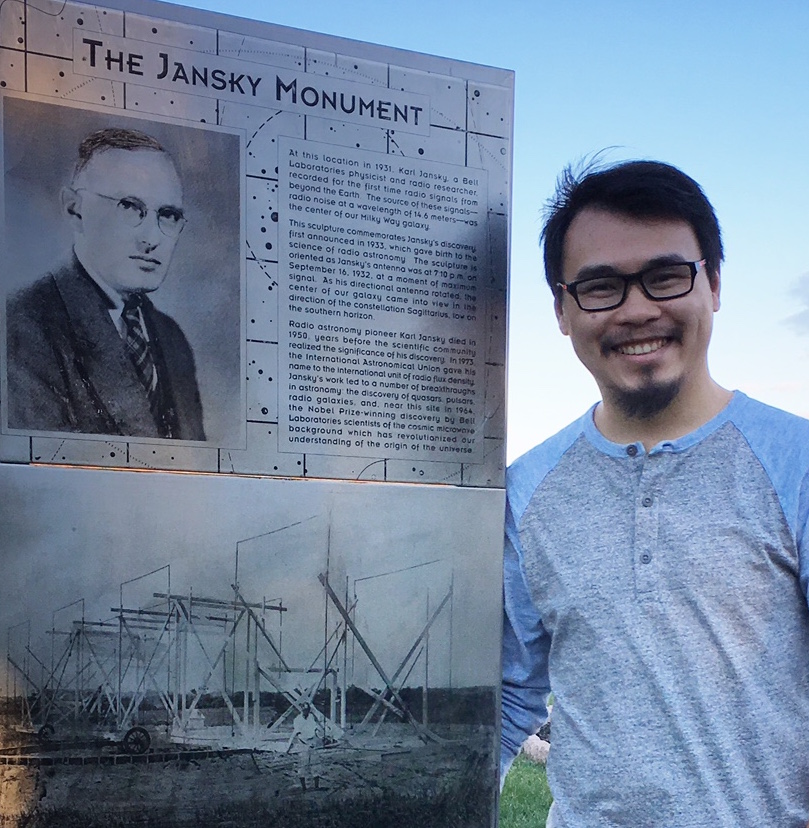 THE JANSKY MONUMENT
At this location in 1931, Karl Jansky, a Bell
Laboratories physicist and radio researcher,
recorded for the first time radio signals from
beyond the Earth. The source of these signals—
radio noise at a wavelength of 14.6 meters—was
the center of our Milky Way galaxy.
This sculpture commemorates Jansky's discovery,
first announced in 1933, which gave birth to the
science of radio astronomy. The sculpture is
oriented as Jansky's antenna was at 7:10 p.m. on
September 16, 1932, at a moment of maximum
signal. As his directional antenna rotated, the
center of our galaxy came into view in the
direction of the constellation Sagittarius, low on
the southern horizon.
Radio astronomy pioneer Karl Jansky died in
1950, years before the scientific community
realized the significance of his discovery. In 1973,
the International Astronomical Union gave his
name to the international unit of radio flux density.
Jansky's work led to a number of breakthroughs
in astronomy: the discovery of quasars, pulsars,
radio galaxies, and, near this site in 1964,
the Nobel Prize-winning discovery by Bell
Laboratories scientists of the cosmic microwave
background which has revolutionized our
understanding of the origin of the universe.